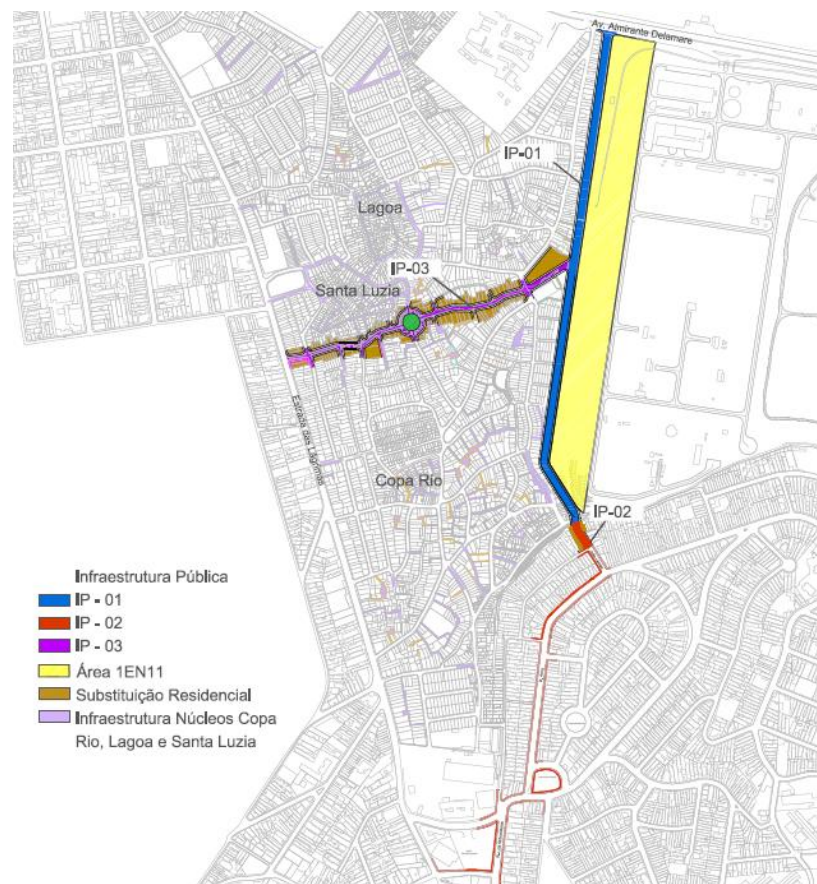 Av. Almirante Delamare
IP-01
Lagoa
IP-03
Santa Luzia
Estrada das Lágrimas
Copa Rio
IP-02
Infraestrutura Pública
IP - 01
IP - 02
IP - 03
Área 1EN11
Substituição Residencial
Infraestrutura Núcleos Copa
Rio, Lagoa e Santa Luzia